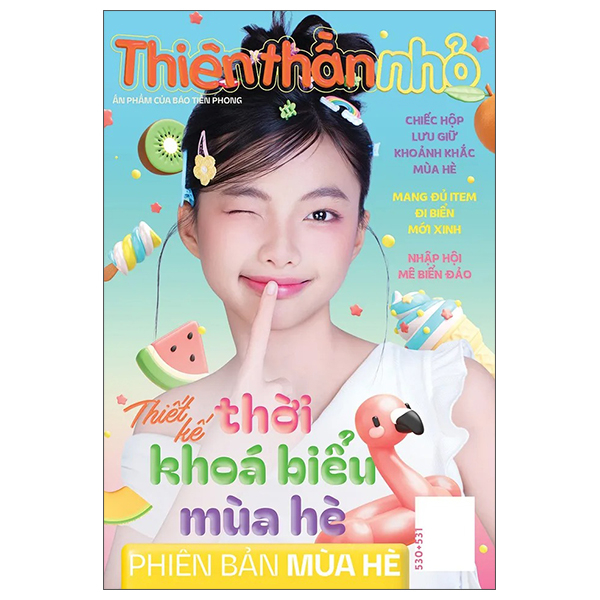 Thiên thần nhỏ
ẤN PHẨM CỦA BÁO TIỀN PHONG
CHIẾC HỘP
LƯU GIỮ
KHOẢNH KHẮC
MÙA HÈ
MANG ĐỦ ITEM
ĐI BIỂN
MỚI XINH
NHẬP HỘI
MÊ BIỂN ĐẢO
Thiết kế
thời
khoá biểu
mùa hè
PHIÊN BẢN MÙA HÈ
530+531